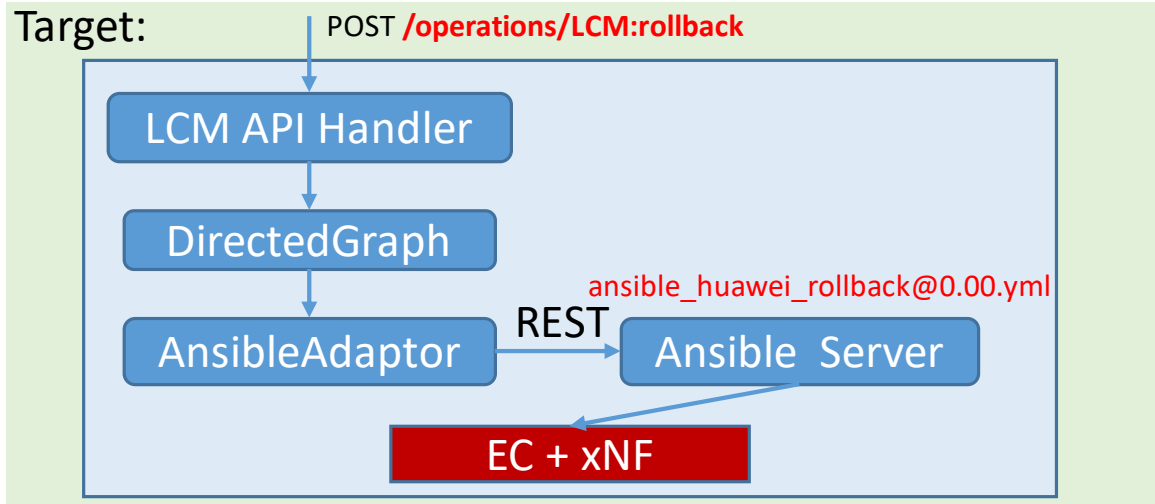 Target:
POST /operations/LCM:rollback
LCM API Handler
DirectedGraph
ansible_huawei_rollback@0.00.yml
REST
AnsibleAdaptor
Ansible Server
EC + xNF